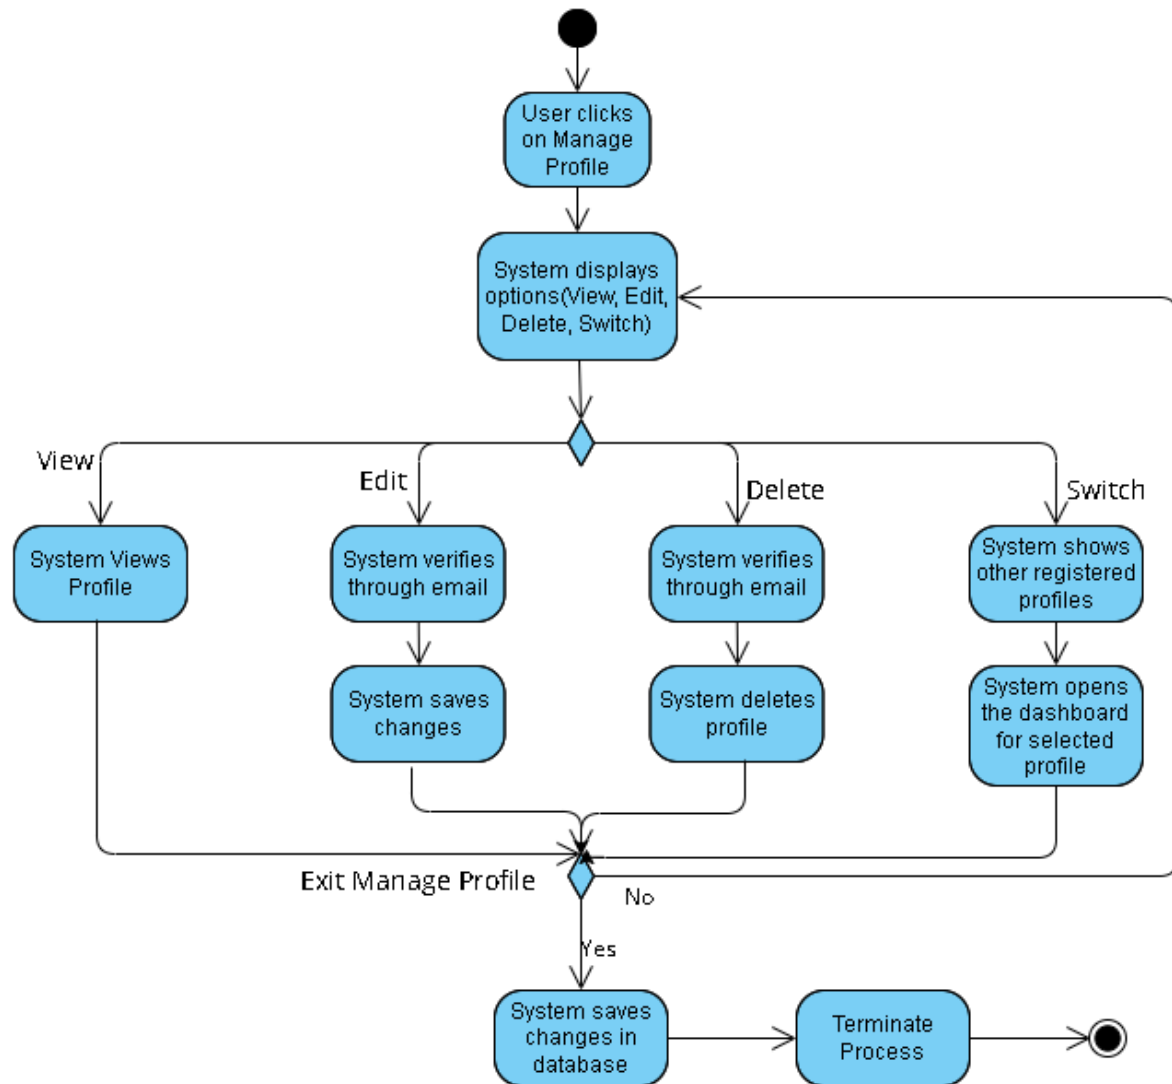 User clicks
on Manage
Profile
System displays
options(View, Edit,
Delete, Switch)
View
Edit
Delete
Switch
System Views
Profile
System verifies
through email
System verifies
through email
System shows
other registered
profiles
System saves
changes
System deletes
profile
System opens
the dashboard
for selected
profile
Exit Manage Profile
No
Yes
System saves
changes in
database
Terminate
Process